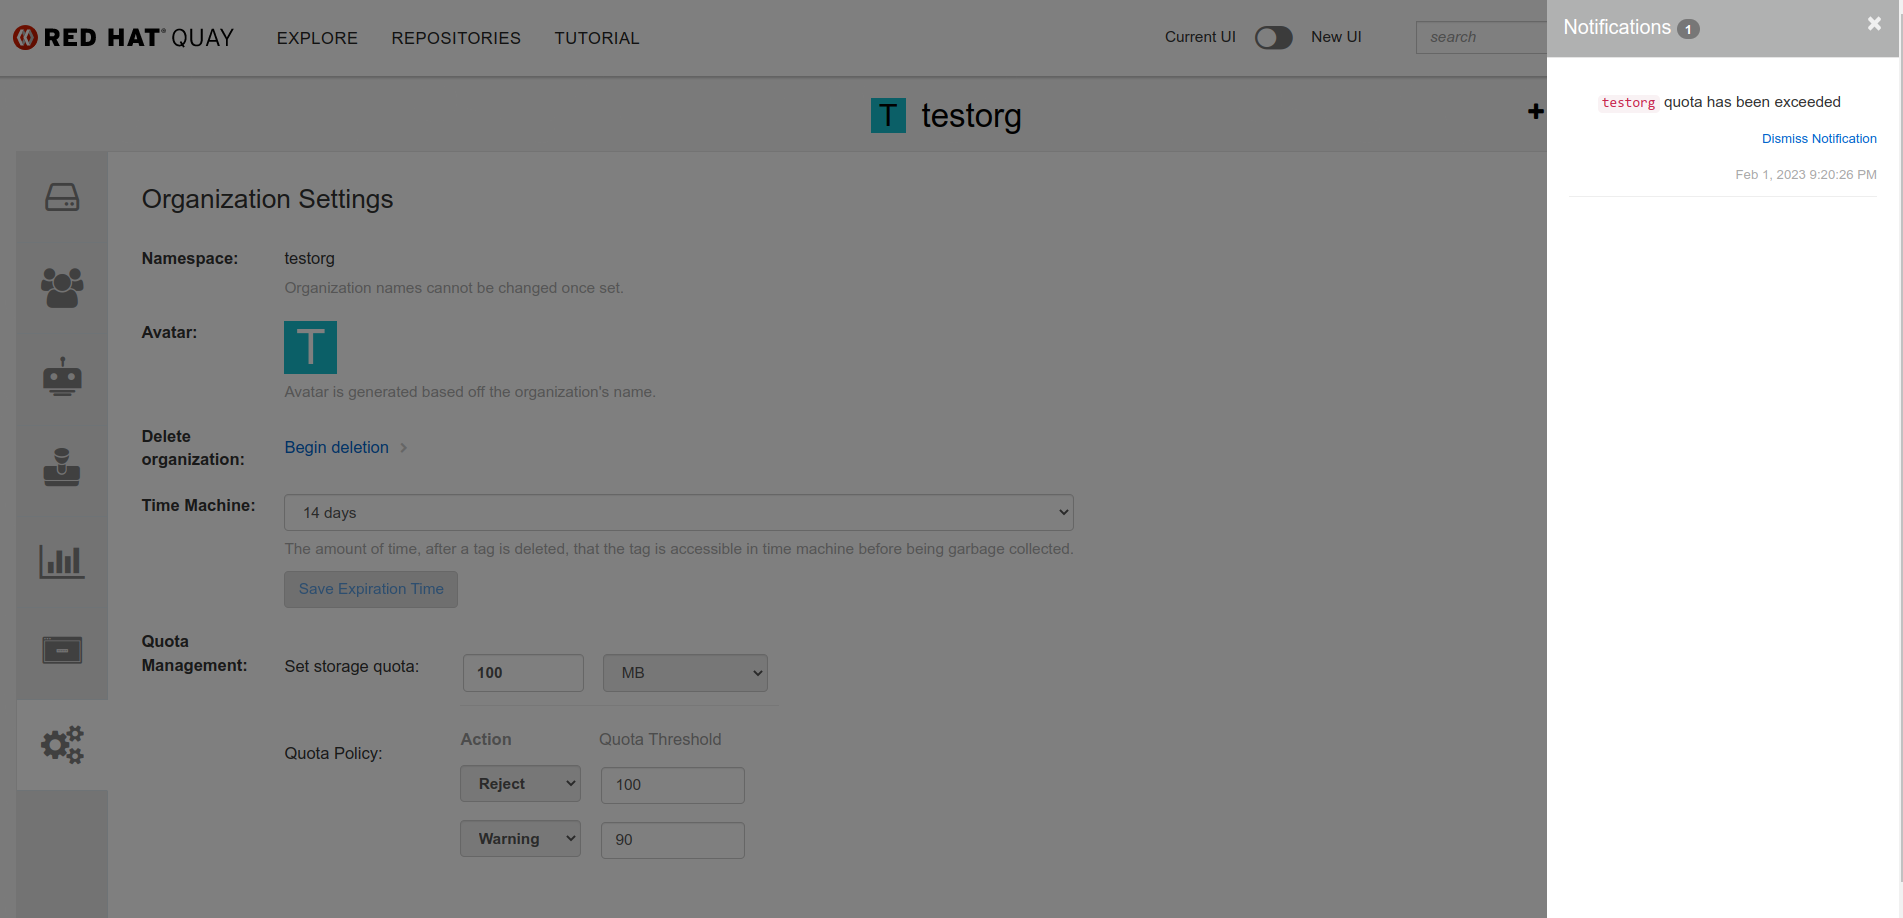 RED HAT® QUAY EXPLORE REPOSITORIES TUTORIAL Current UI New UI search
Notifications 1 ×
T testorg
testorg quota has been exceeded
Dismiss Notification
Feb 1, 2023 9:20:26 PM
Organization Settings
Namespace: testorg
Organization names cannot be changed once set.
Avatar: T
Avatar is generated based off the organization's name.
Delete
organization: Begin deletion
Time Machine: 14 days
The amount of time, after a tag is deleted, that the tag is accessible in time machine before being garbage collected.
Save Expiration Time
Quota
Management: Set storage quota: 100 MB
Action Quota Threshold
Quota Policy:
Reject 100
Warning 90